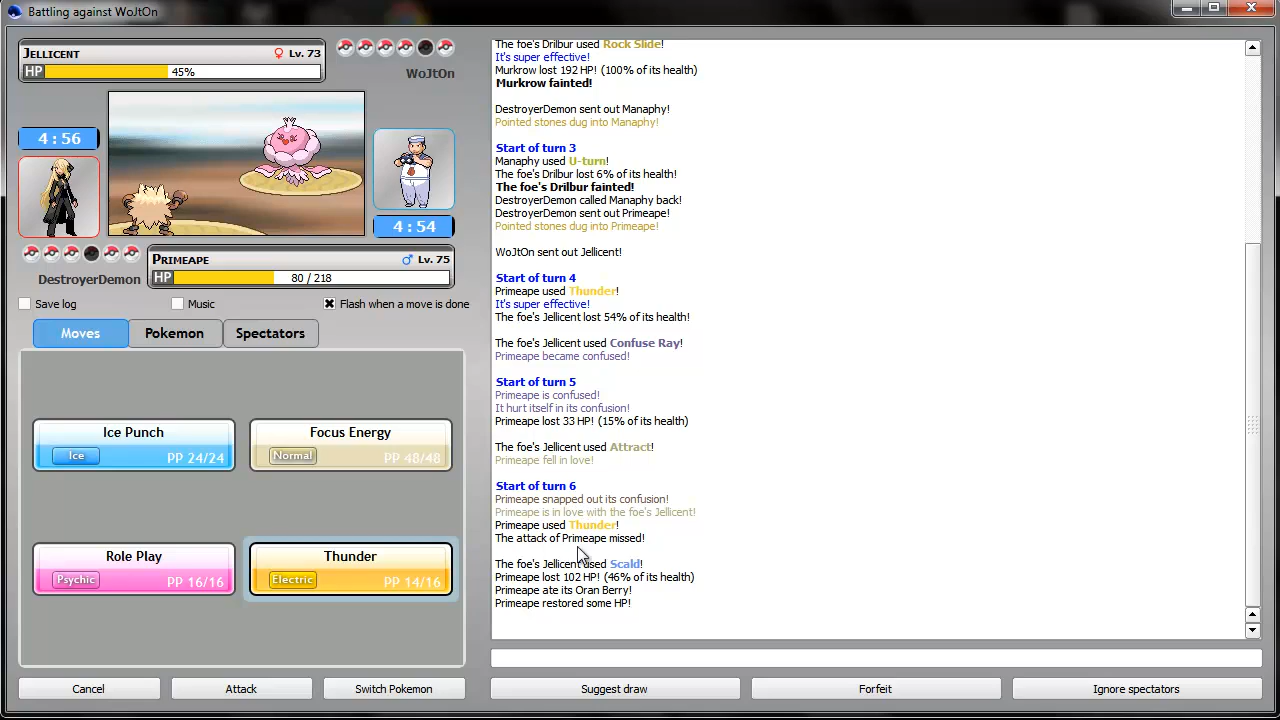 Battling against WoJtOn
JELLICENT ♀ Lv. 73
HP 45%
WoJtOn
4:56
4:54
DestroyerDemon
PRIMEAPE ♂ Lv. 75
HP 80 / 218
Save log
Music
Flash when a move is done
Moves
Pokemon
Spectators
Ice Punch
Ice PP 24/24
Focus Energy
Normal PP 48/48
Role Play
Psychic PP 16/16
Thunder
Electric PP 14/16
Cancel
Attack
Switch Pokemon
The foe's Drilbur used Rock Slide!
It's super effective!
Murkrow lost 192 HP! (100% of its health)
Murkrow fainted!
DestroyerDemon sent out Manaphy!
Pointed stones dug into Manaphy!
Start of turn 3
Manaphy used U-turn!
The foe's Drilbur lost 6% of its health!
The foe's Drilbur fainted!
DestroyerDemon called Manaphy back!
DestroyerDemon sent out Primeape!
Pointed stones dug into Primeape!
WoJtOn sent out Jellicent!
Start of turn 4
Primeape used Thunder!
It's super effective!
The foe's Jellicent lost 54% of its health!
The foe's Jellicent used Confuse Ray!
Primeape became confused!
Start of turn 5
Primeape is confused!
It hurt itself in its confusion!
Primeape lost 33 HP! (15% of its health)
The foe's Jellicent used Attract!
Primeape fell in love!
Start of turn 6
Primeape snapped out its confusion!
Primeape is in love with the foe's Jellicent!
Primeape used Thunder!
The attack of Primeape missed!
The foe's Jellicent used Scald!
Primeape lost 102 HP! (46% of its health)
Primeape ate its Oran Berry!
Primeape restored some HP!
Suggest draw
Forfeit
Ignore spectators